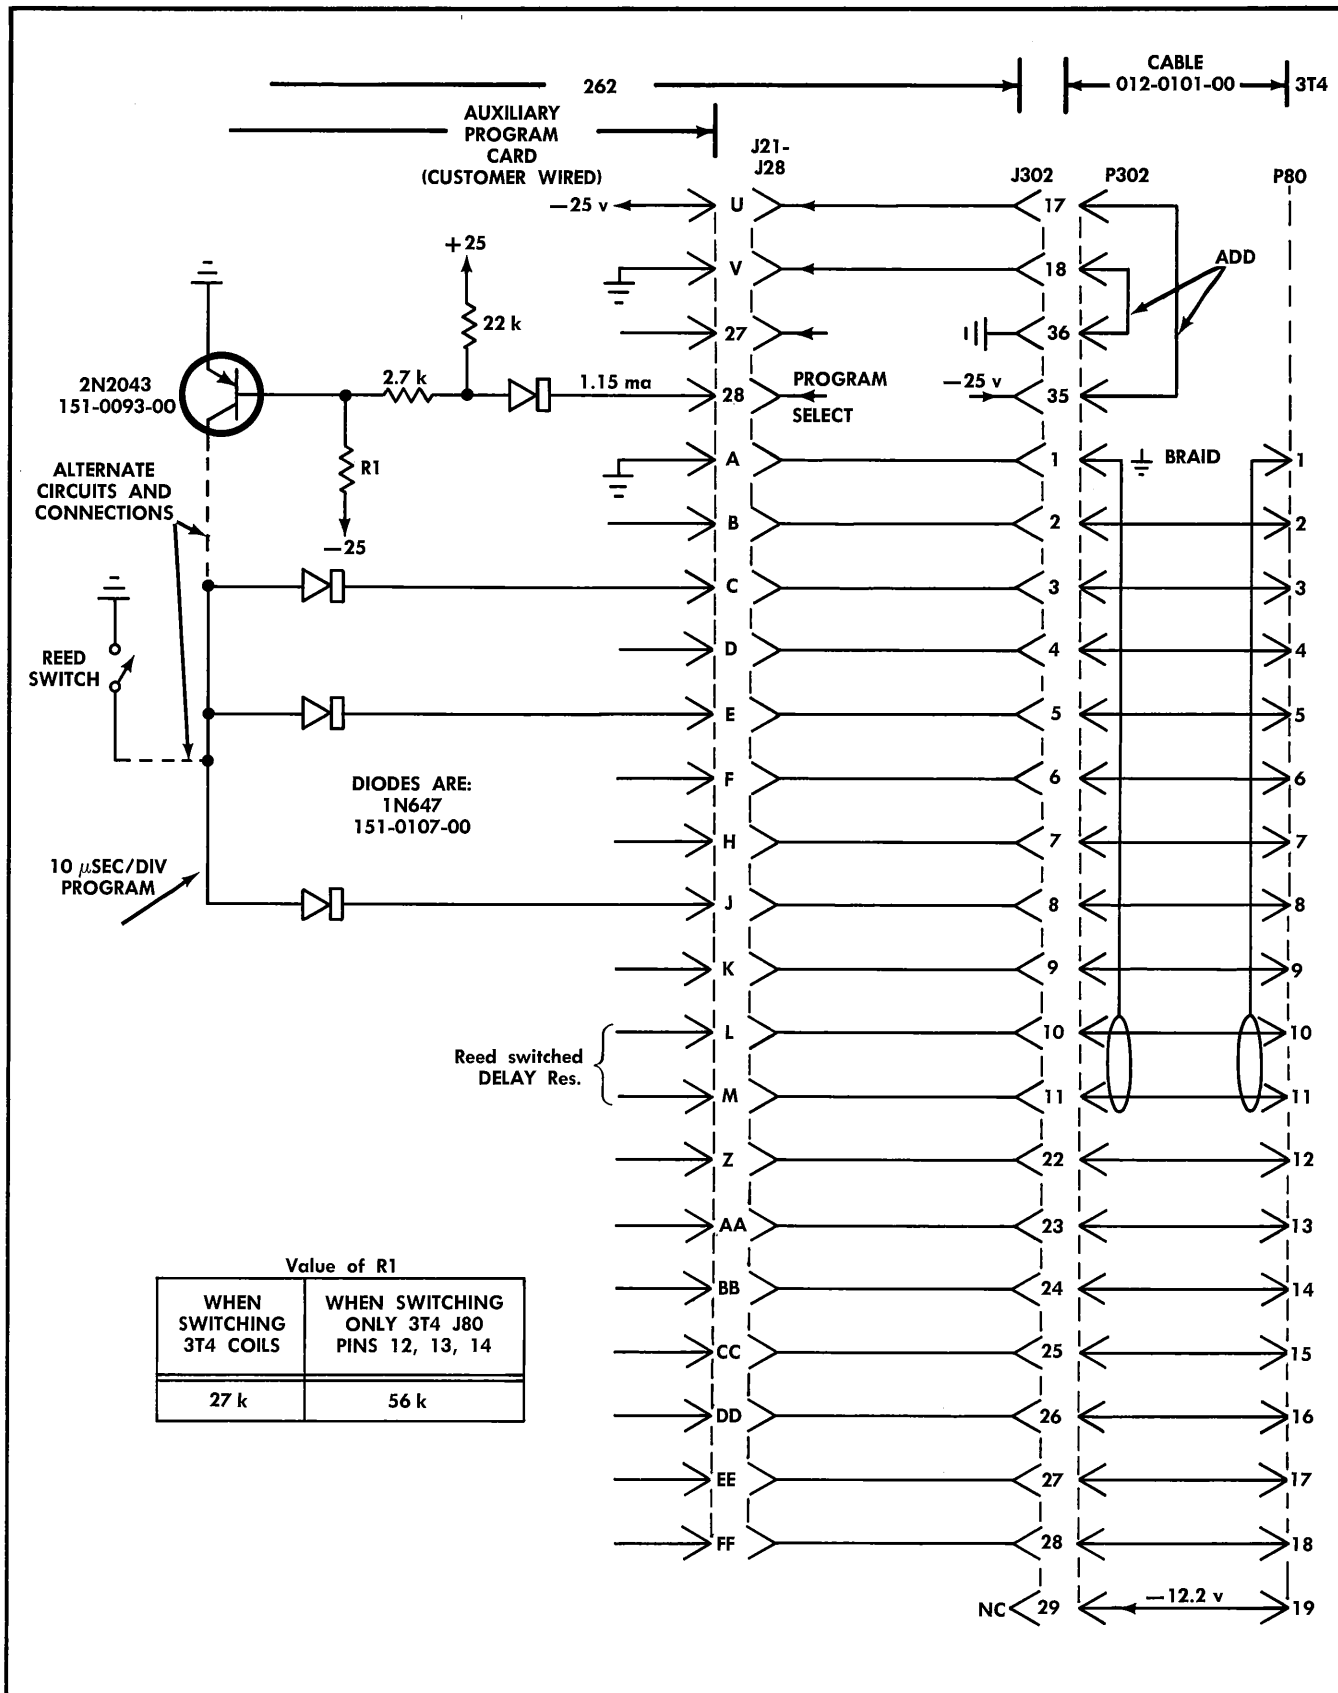 262
CABLE
012-0101-00
3T4
AUXILIARY
PROGRAM
CARD
(CUSTOMER WIRED)
J21-
J28
J302
P302
P80
—25 v
U
17
+25
V
18
ADD
22 k
27
36
2N2043
151-0093-00
2.7 k
1.15 ma
28
PROGRAM
SELECT
—25 v
35
R1
—25
ALTERNATE
CIRCUITS AND
CONNECTIONS
A
1
BRAID
1
B
2
2
C
3
3
REED
SWITCH
D
4
4
E
5
5
DIODES ARE:
1N647
151-0107-00
F
6
6
H
7
7
10 μSEC/DIV
PROGRAM
J
8
8
K
9
9
Reed switched
DELAY Res.
L
10
10
M
11
11
Z
22
12
AA
23
13
Value of R1
WHEN
SWITCHING
3T4 COILS
WHEN SWITCHING
ONLY 3T4 J80
PINS 12, 13, 14
27 k
56 k
BB
24
14
CC
25
15
DD
26
16
EE
27
17
FF
28
18
NC
29
—12.2 v
19